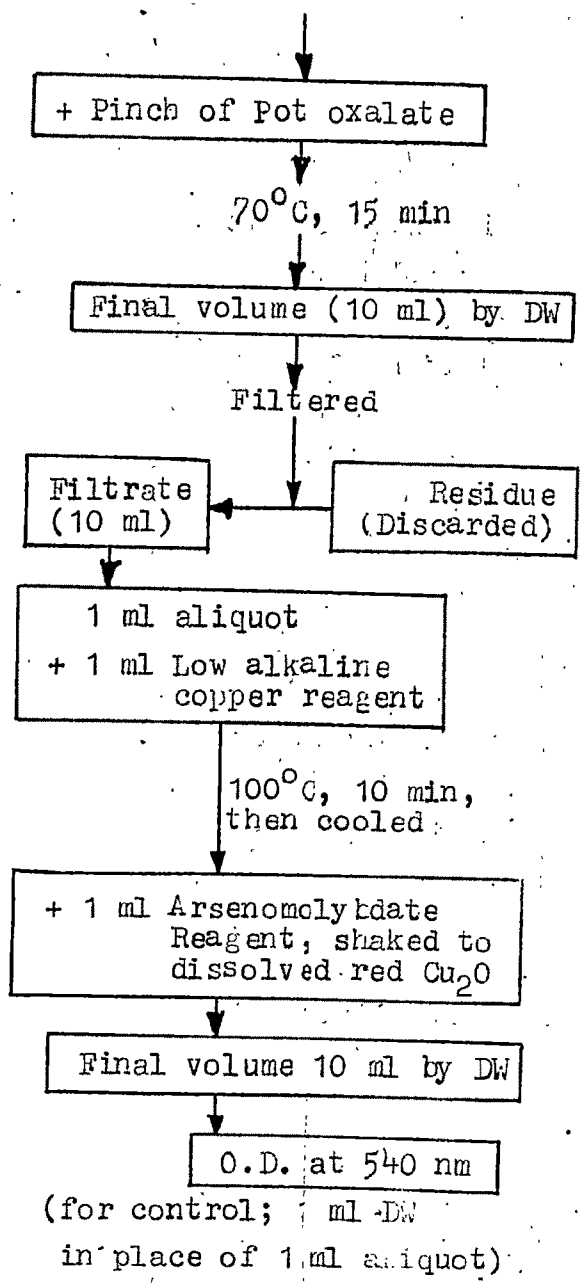 + Pinch of Pot oxalate
70°C, 15 min
Final volume (10 ml) by DW
Filtered
Filtrate
(10 ml)
Residue
(Discarded)
1 ml aliquot
+ 1 ml Low alkaline
copper reagent
100°C, 10 min,
then cooled
+ 1 ml Arsenomolybdate
Reagent, shaked to
dissolved red Cu₂O
Final volume 10 ml by DW
O.D. at 540 nm
(for control; 1 ml DW
in place of 1 ml aliquot)